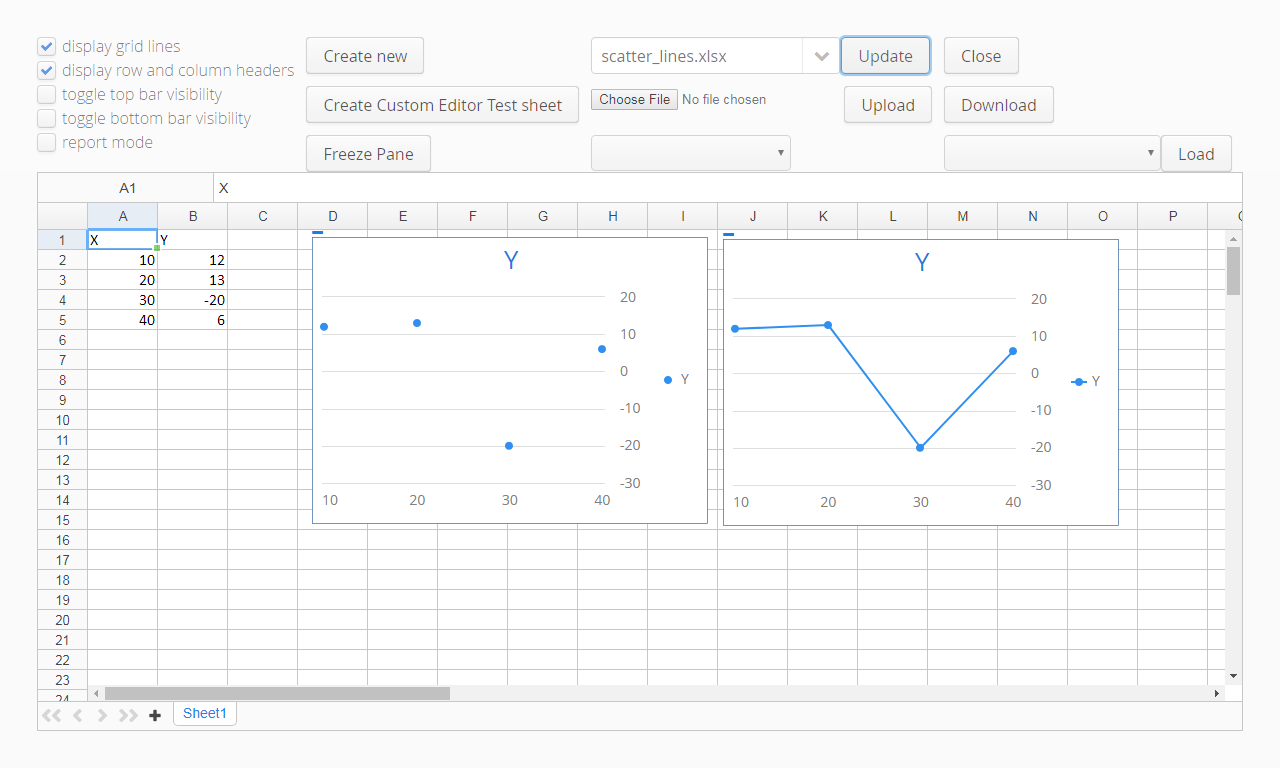 display grid lines
display row and column headers
toggle top bar visibility
toggle bottom bar visibility
report mode
Create new
scatter_lines.xlsx
Update
Close
Create Custom Editor Test sheet
Choose File No file chosen
Upload
Download
Freeze Pane
Load
A1 X
A B C D E F G H I J K L M N O P
1 X Y
2 10 12
3 20 13
4 30 -20
5 40 6
6
7
8
9
10
11
12
13
14
15
16
17
18
19
20
21
22
23
24
Y
20
10
0
-10
-20
-30
10 20 30 40
Y
Y
20
10
0
-10
-20
-30
10 20 30 40
Y
Sheet1